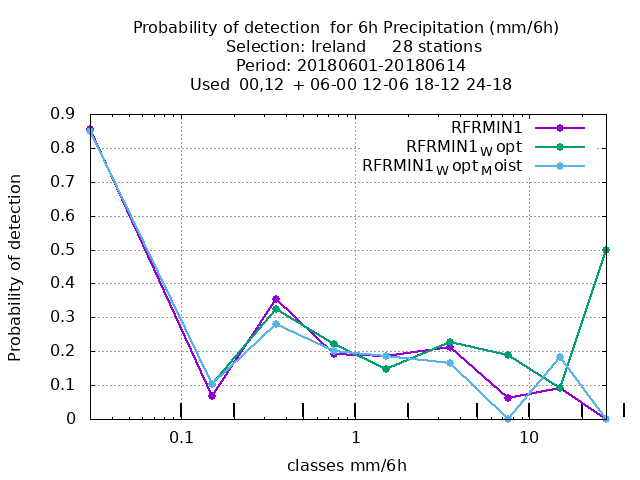 Probability of detection  for 6h Precipitation (mm/6h)
Selection: Ireland     28 stations
Period: 20180601-20180614
Used  00,12  + 06-00 12-06 18-12 24-18
RFRMIN1
RFRMIN1Wopt
RFRMIN1WoptMoist
0.9
0.8
0.7
0.6
0.5
0.4
0.3
0.2
0.1
0
Probability of detection
0.1 1 10
classes mm/6h